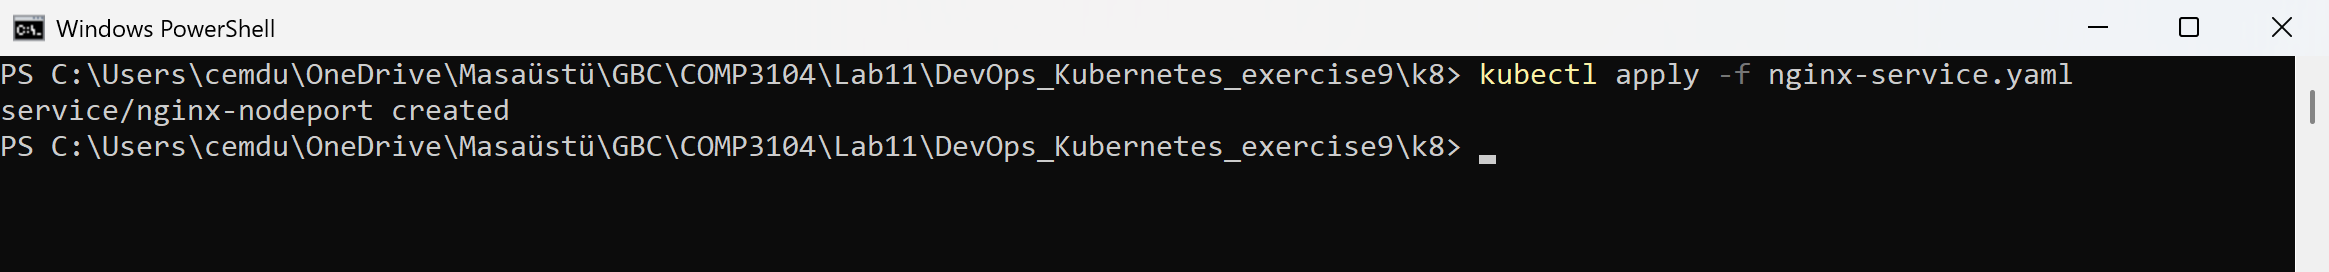 Windows PowerShell
PS C:\Users\cemdu\OneDrive\Masaüstü\GBC\COMP3104\Lab11\DevOps_Kubernetes_exercise9\k8> kubectl apply -f nginx-service.yaml
service/nginx-nodeport created
PS C:\Users\cemdu\OneDrive\Masaüstü\GBC\COMP3104\Lab11\DevOps_Kubernetes_exercise9\k8>